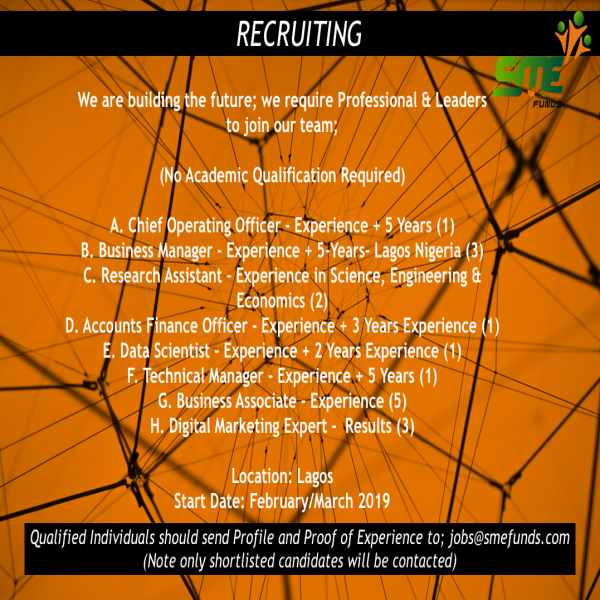 RECRUITING
SME
FUNDS
We are building the future; we require Professional & Leaders
to join our team;
(No Academic Qualification Required)
A. Chief Operating Officer - Experience + 5 Years (1)
B. Business Manager - Experience + 5-Years- Lagos Nigeria (3)
C. Research Assistant - Experience in Science, Engineering &
Economics (2)
D. Accounts Finance Officer - Experience + 3 Years Experience (1)
E. Data Scientist - Experience + 2 Years Experience (1)
F. Technical Manager - Experience + 5 Years (1)
G. Business Associate - Experience (5)
H. Digital Marketing Expert - Results (3)
Location: Lagos
Start Date: February/March 2019
Qualified Individuals should send Profile and Proof of Experience to; jobs@smefunds.com
(Note only shortlisted candidates will be contacted)